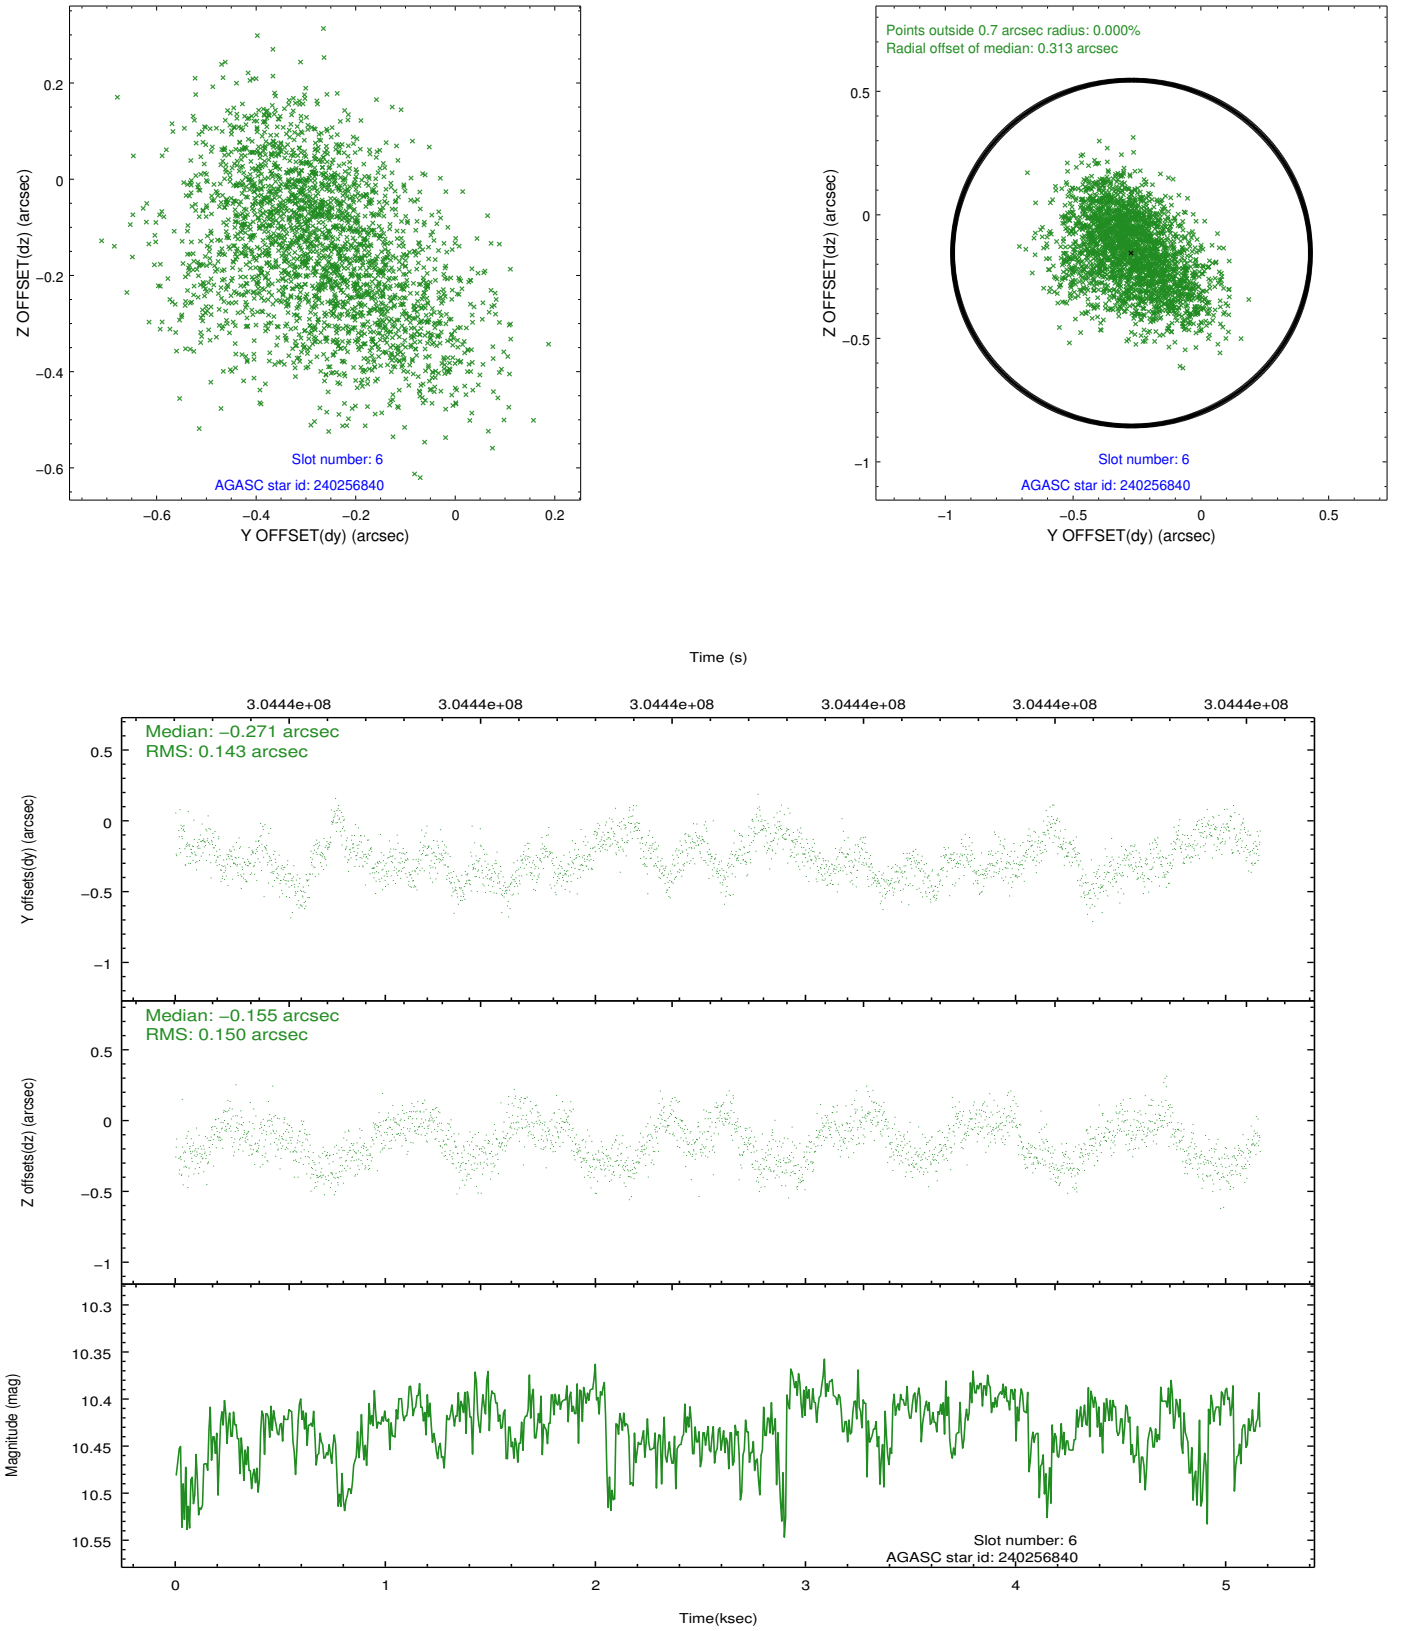 0.2
0
−0.2
−0.4
−0.6
Z OFFSET(dz) (arcsec)
Slot number: 6
AGASC star id: 240256840
−0.6 −0.4 −0.2 0 0.2
Y OFFSET(dy) (arcsec)
Points outside 0.7 arcsec radius: 0.000%
Radial offset of median: 0.313 arcsec
0.5
0
−0.5
−1
Z OFFSET(dz) (arcsec)
Slot number: 6
AGASC star id: 240256840
−1 −0.5 0 0.5
Y OFFSET(dy) (arcsec)
Time (s)
3.0444e+08 3.0444e+08 3.0444e+08 3.0444e+08 3.0444e+08 3.0444e+08
Median: −0.271 arcsec
RMS: 0.143 arcsec
0.5
0
−0.5
−1
Y offsets(dy) (arcsec)
Median: −0.155 arcsec
RMS: 0.150 arcsec
0.5
0
−0.5
−1
Z offsets(dz) (arcsec)
10.3
10.35
10.4
10.45
10.5
10.55
Magnitude (mag)
Slot number: 6
AGASC star id: 240256840
0 1 2 3 4 5
Time(ksec)